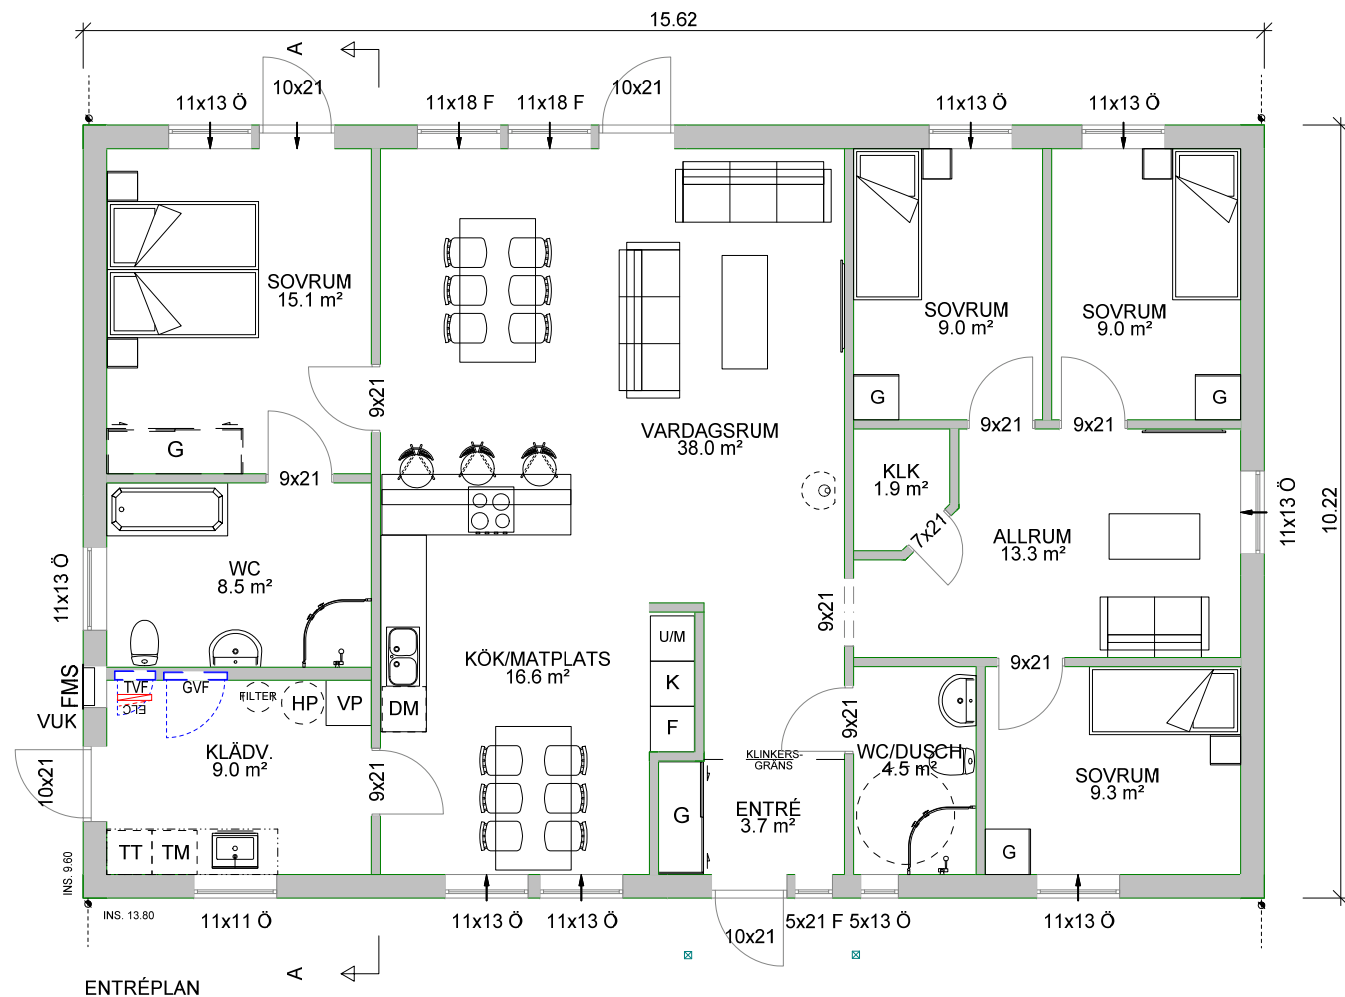 15.62
A
10x21
10x21
11x13 Ö
11x18 F
11x18 F
11x13 Ö
11x13 Ö
SOVRUM
15.1 m²
SOVRUM
9.0 m²
SOVRUM
9.0 m²
9x21
G
G
G
9x21
9x21
9x21
VARDAGSRUM
38.0 m²
KLK
1.9 m²
7x21
ALLRUM
13.3 m²
11x13 Ö
10.22
11x13 Ö
WC
8.5 m²
9x21
U/M
K
F
KÖK/MATPLATS
16.6 m²
9x21
FMS
VUK
TVF
ELC
GVF
FILTER
HP
VP
DM
9x21
KLÄDV.
9.0 m²
9x21
10x21
KLINKERS-
GRÄNS
WC/DUSCH
4.5 m²
SOVRUM
9.3 m²
ENTRÉ
3.7 m²
G
G
TT
TM
INS. 9.60
INS. 13.80
11x11 Ö
11x13 Ö
11x13 Ö
10x21
5x21 F
5x13 Ö
11x13 Ö
A
ENTRÉPLAN